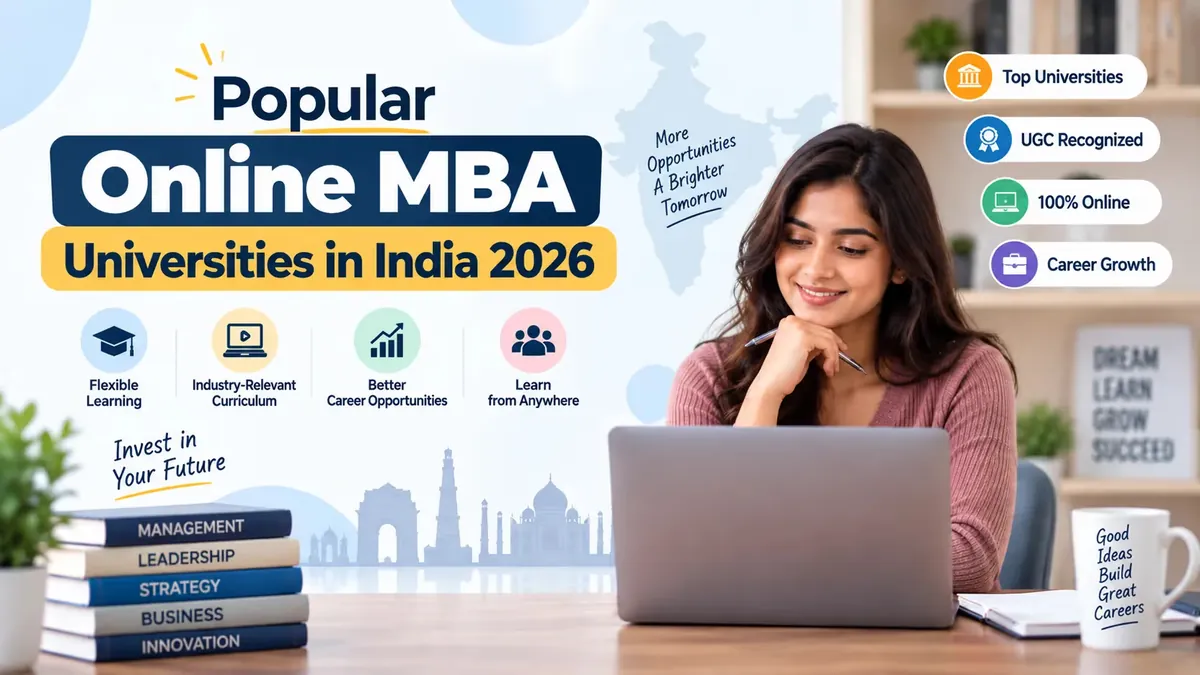 Popular
Online MBA
Universities in India 2026
Flexible
Learning
Industry-Relevant
Curriculum
Better
Career Opportunities
Learn
from Anywhere
Invest in
Your Future
MANAGEMENT
LEADERSHIP
STRATEGY
BUSINESS
INNOVATION
More
Opportunities
A Brighter
Tomorrow
Top Universities
UGC Recognized
100% Online
Career Growth
DREAM
LEARN
GROW
SUCCEED
Good
Ideas
Build
Great
Careers